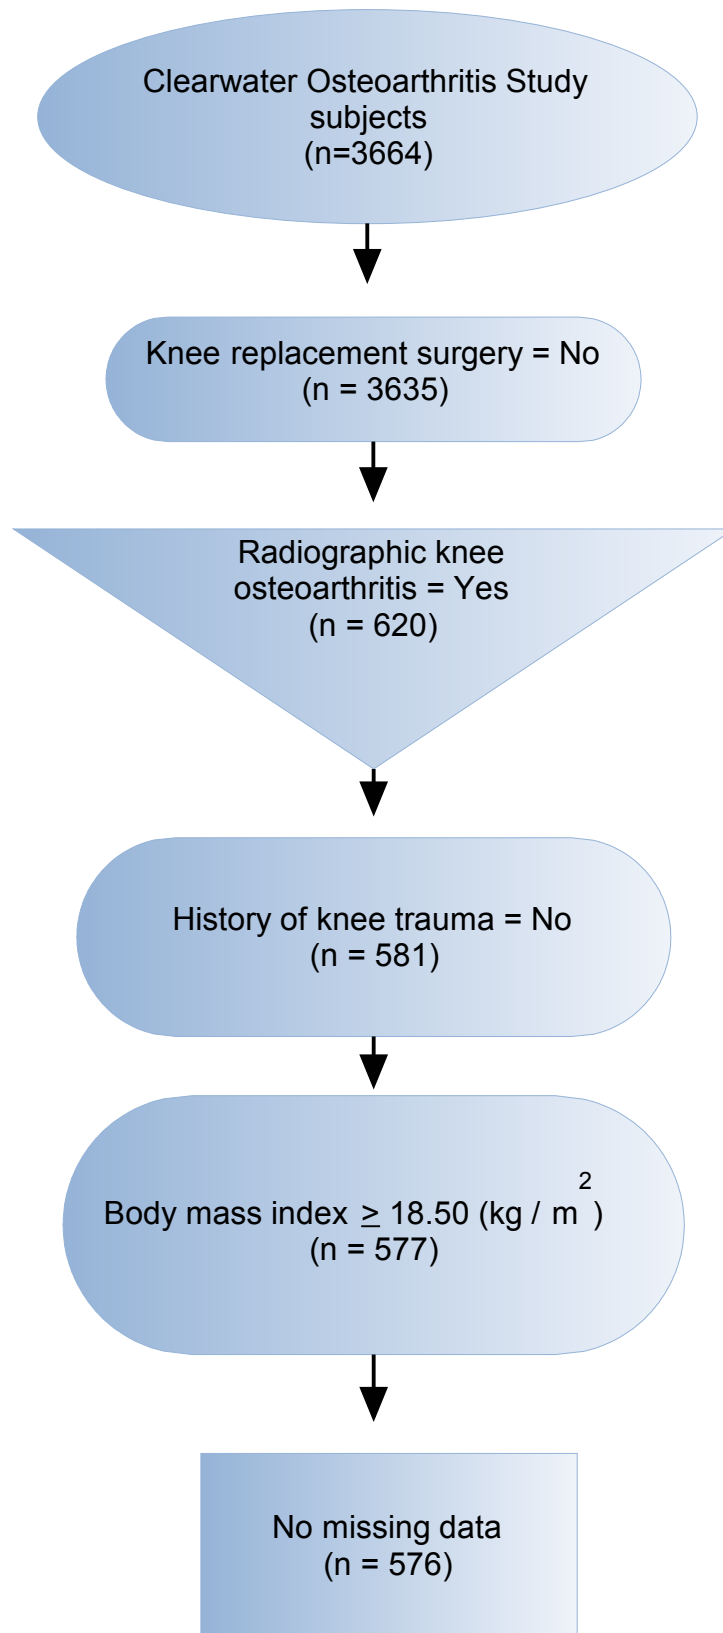 Clearwater Osteoarthritis Study
subjects
(n=3664)
Knee replacement surgery = No
(n = 3635)
Radiographic knee
osteoarthritis = Yes
(n = 620)
History of knee trauma = No
(n = 581)
Body mass index ≥ 18.50 (kg / m²)
(n = 577)
No missing data
(n = 576)